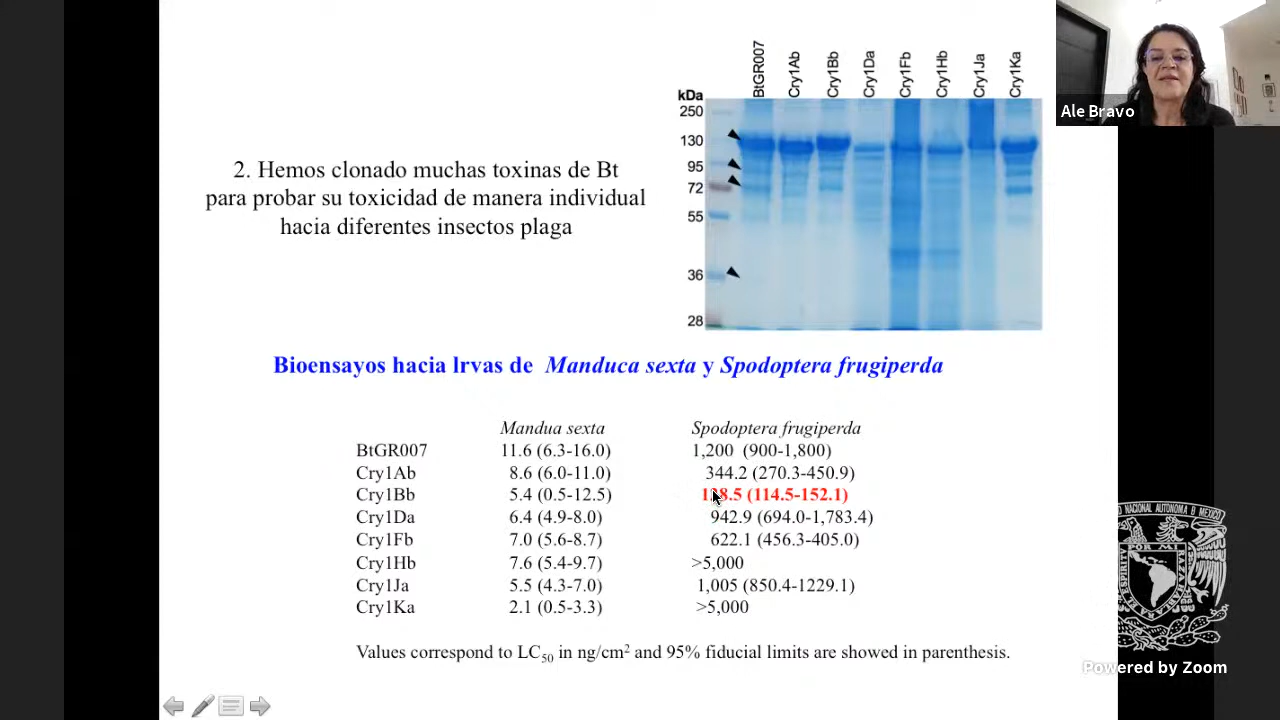 BtGR007
Cry1Ab
Cry1Bb
Cry1Da
Cry1Fb
Cry1Hb
Cry1Ja
Cry1Ka
kDa
250
130
95
72
55
36
28
Ale Bravo
2. Hemos clonado muchas toxinas de Bt
para probar su toxicidad de manera individual
hacia diferentes insectos plaga
Bioensayos hacia lrvas de Manduca sexta y Spodoptera frugiperda
Mandua sexta Spodoptera frugiperda
BtGR007 11.6 (6.3-16.0) 1,200 (900-1,800)
Cry1Ab 8.6 (6.0-11.0) 344.2 (270.3-450.9)
Cry1Bb 5.4 (0.5-12.5) (114.5-152.1)
Cry1Da 6.4 (4.9-8.0) 942.9 (694.0-1,783.4)
Cry1Fb 7.0 (5.6-8.7) 622.1 (456.3-405.0)
Cry1Hb 7.6 (5.4-9.7) >5,000
Cry1Ja 5.5 (4.3-7.0) 1,005 (850.4-1229.1)
Cry1Ka 2.1 (0.5-3.3) >5,000
Values correspond to LC50 in ng/cm2 and 95% fiducial limits are showed in parenthesis.
Powered by Zoom